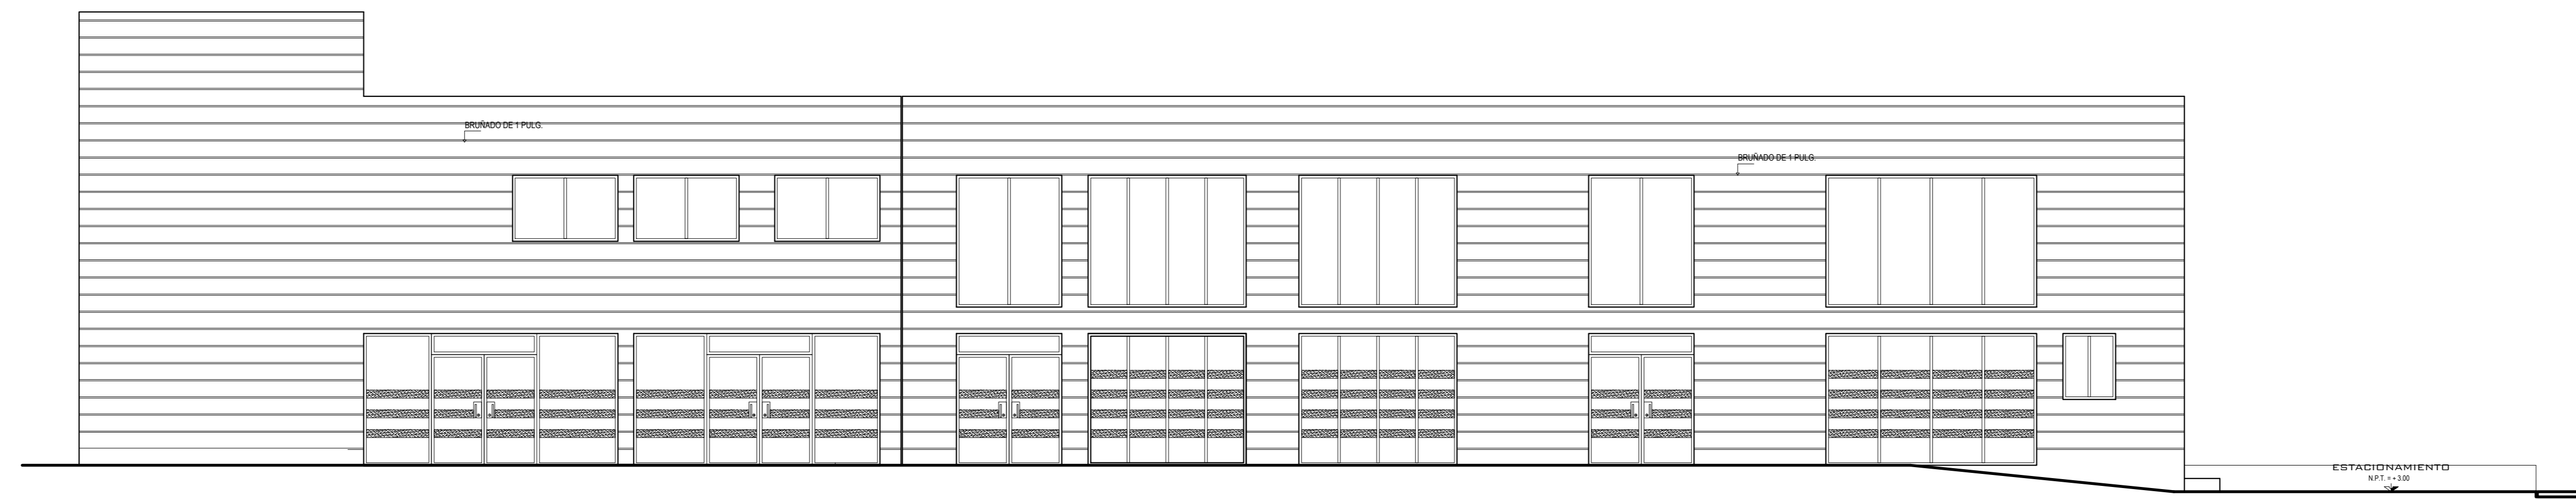 BRUÑADO DE 1 PULG.
BRUÑADO DE 1 PULG.
ESTACIONAMIENTO
N.P.T. = + 3.00